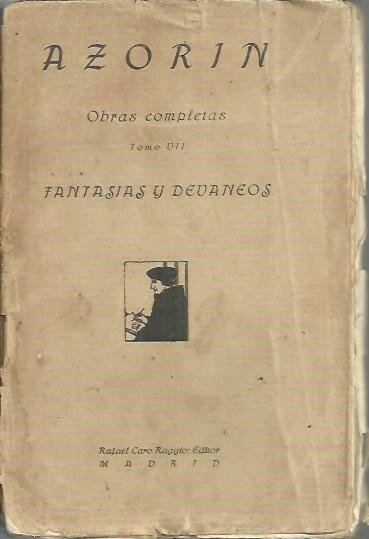 AZORIN
Obras completas
Tomo VII
FANTASIAS Y DEVANEOS
Rafael Caro Raggio: Editor
MADRID